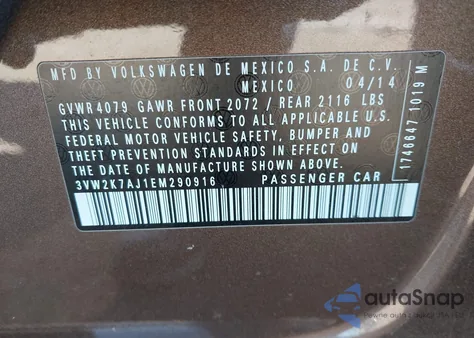 MFD BY VOLKSWAGEN DE MEXICO S.A. DE C.V.
MEXICO 04/14
GVWR 4079 GAWR FRONT 2072 / REAR 2116 LBS
THIS VEHICLE CONFORMS TO ALL APPLICABLE U.S.
FEDERAL MOTOR VEHICLE SAFETY, BUMPER AND
THEFT PREVENTION STANDARDS IN EFFECT ON
THE DATE OF MANUFACTURE SHOWN ABOVE.
3VW2K7AJ1EM290916 PASSENGER CAR
1746647 1019 M
autoSnap